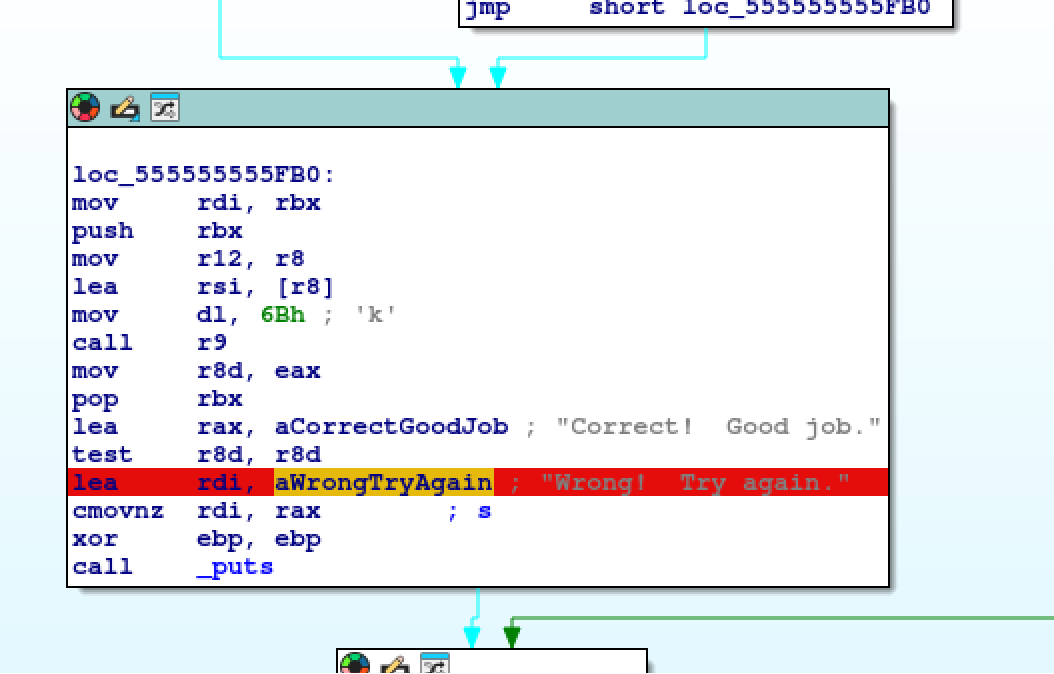 jmp short loc_555555555FB0
loc_555555555FB0:
mov rdi, rbx
push rbx
mov r12, r8
lea rsi, [r8]
mov dl, 6Bh ; 'k'
call r9
mov r8d, eax
pop rbx
lea rax, aCorrectGoodJob ; "Correct!  Good job."
test r8d, r8d
lea rdi, aWrongTryAgain ; "Wrong!  Try again."
cmovnz rdi, rax ; s
xor ebp, ebp
call _puts